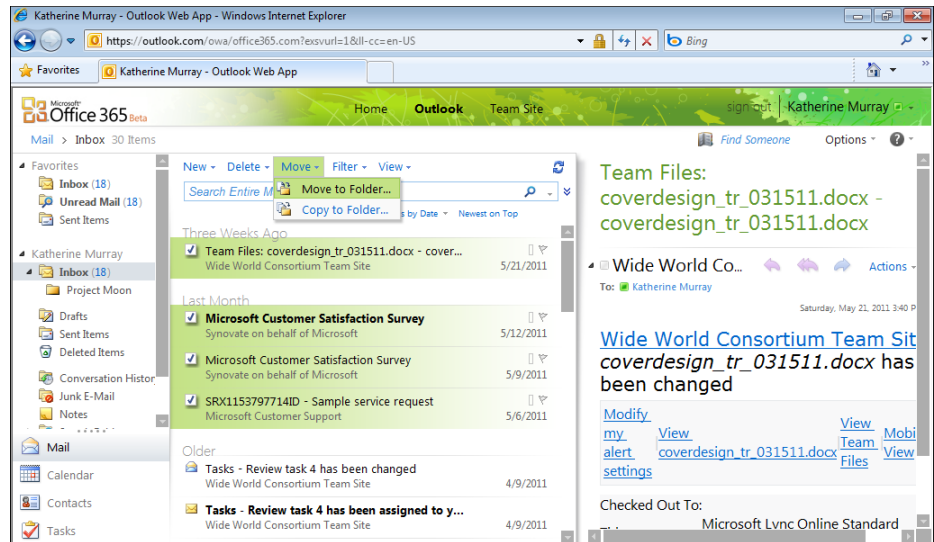 Katherine Murray - Outlook Web App - Windows Internet Explorer
https://outlook.com/owa/office365.com?exsvurl=1&ll-cc=en-US
Bing
Favorites
Katherine Murray - Outlook Web App
Microsoft
Office 365 Beta
Home Outlook Team Site
sign out Katherine Murray
Mail > Inbox 30 Items
Find Someone Options
Favorites
Inbox (18)
Unread Mail (18)
Sent Items
Katherine Murray
Inbox (18)
Project Moon
Drafts
Sent Items
Deleted Items
Conversation Histor
Junk E-Mail
Notes
Mail
Calendar
Contacts
Tasks
New Delete Move Filter View
Search Entire M
Move to Folder...
Copy to Folder...
s by Date Newest on Top
Three Weeks Ago
Team Files: coverdesign_tr_031511.docx - cover...
Wide World Consortium Team Site 5/21/2011
Last Month
Microsoft Customer Satisfaction Survey
Synovate on behalf of Microsoft 5/12/2011
Microsoft Customer Satisfaction Survey
Synovate on behalf of Microsoft 5/9/2011
SRX1153797714ID - Sample service request
Microsoft Customer Support 5/6/2011
Older
Tasks - Review task 4 has been changed
Wide World Consortium Team Site 4/9/2011
Tasks - Review task 4 has been assigned to y...
Wide World Consortium Team Site 4/9/2011
Team Files:
coverdesign_tr_031511.docx -
coverdesign_tr_031511.docx
Wide World Co... Actions
To: Katherine Murray
Saturday, May 21, 2011 3:40 P
Wide World Consortium Team Sit
coverdesign_tr_031511.docx has
been changed
Modify
my
alert
settings
View
coverdesign_tr_031511.docx
View
Team
Files
Mobi
View
Checked Out To:
Microsoft Lync Online Standard